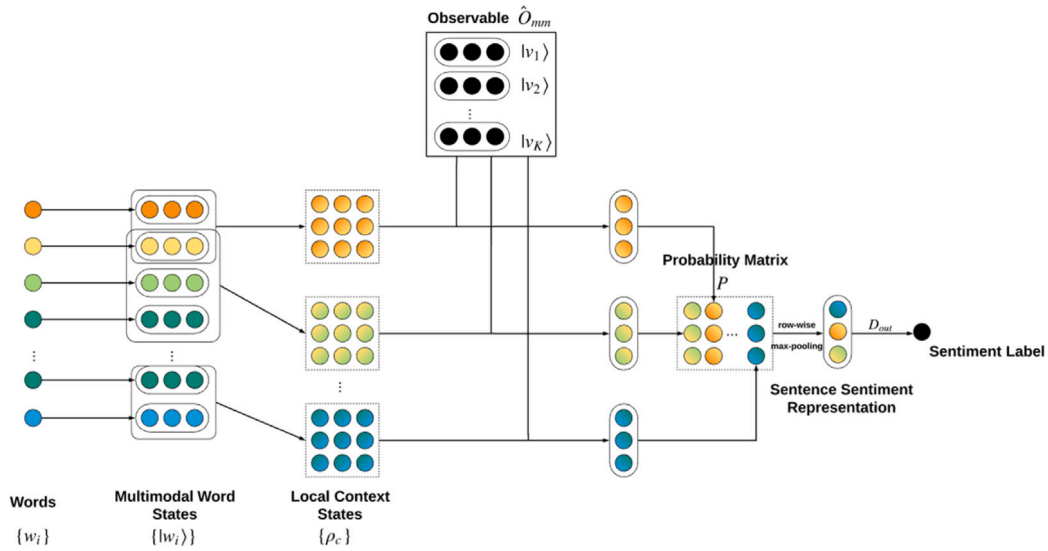 Observable Ô_mm
|v₁⟩
|v₂⟩
⋮
|v_K⟩
Probability Matrix
P
...
row-wise
max-pooling
D_out
Sentiment Label
Sentence Sentiment
Representation
⋮
⋮
⋮
Words
{w_i}
Multimodal Word
States
{|w_i⟩}
Local Context
States
{ρ_c}